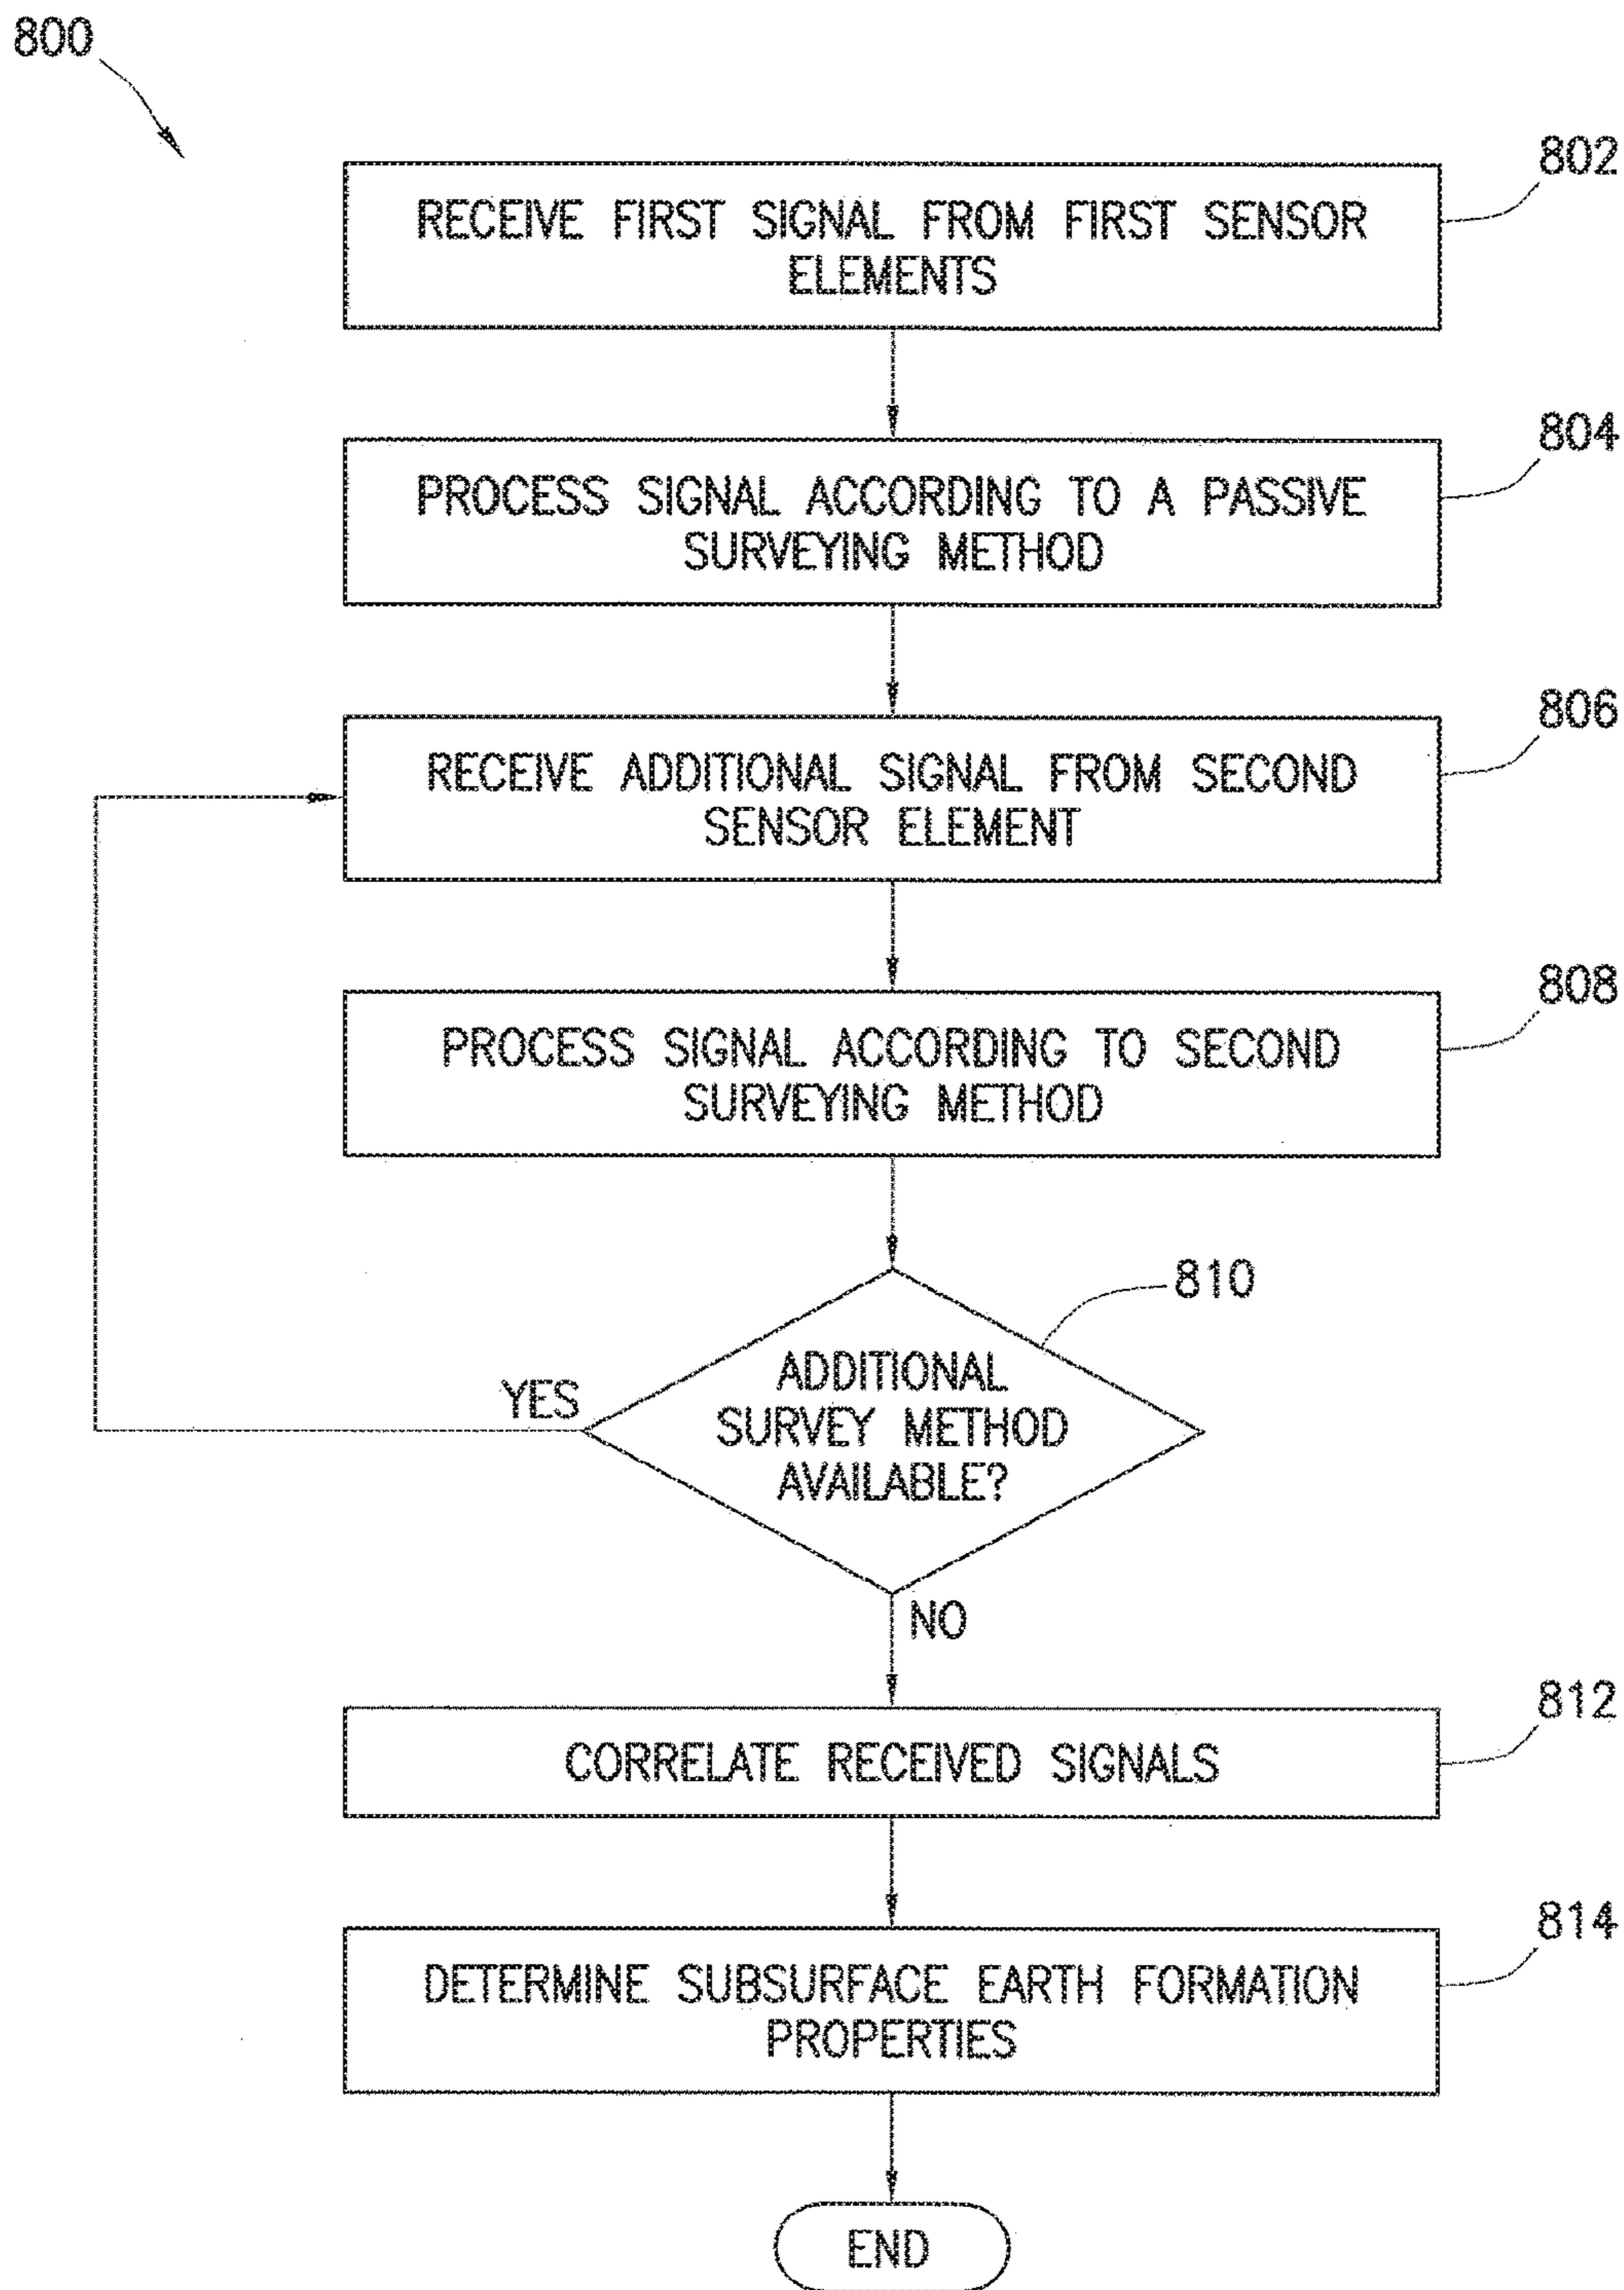 800
802
RECEIVE FIRST SIGNAL FROM FIRST SENSOR
ELEMENTS
804
PROCESS SIGNAL ACCORDING TO A PASSIVE
SURVEYING METHOD
806
RECEIVE ADDITIONAL SIGNAL FROM SECOND
SENSOR ELEMENT
808
PROCESS SIGNAL ACCORDING TO SECOND
SURVEYING METHOD
810
ADDITIONAL
SURVEY METHOD
AVAILABLE?
YES
NO
812
CORRELATE RECEIVED SIGNALS
814
DETERMINE SUBSURFACE EARTH FORMATION
PROPERTIES
END